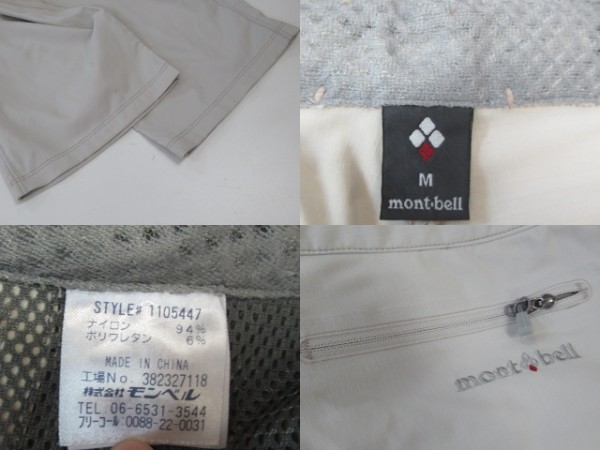 M
mont·bell
STYLE# 1105447
ナイロン 94%
ポリウレタン 6%
MADE IN CHINA
工場No. 382327118
株式会社モンベル
TEL. 06-6531-3544
フリーコール:0088-22-0031
mont·bell